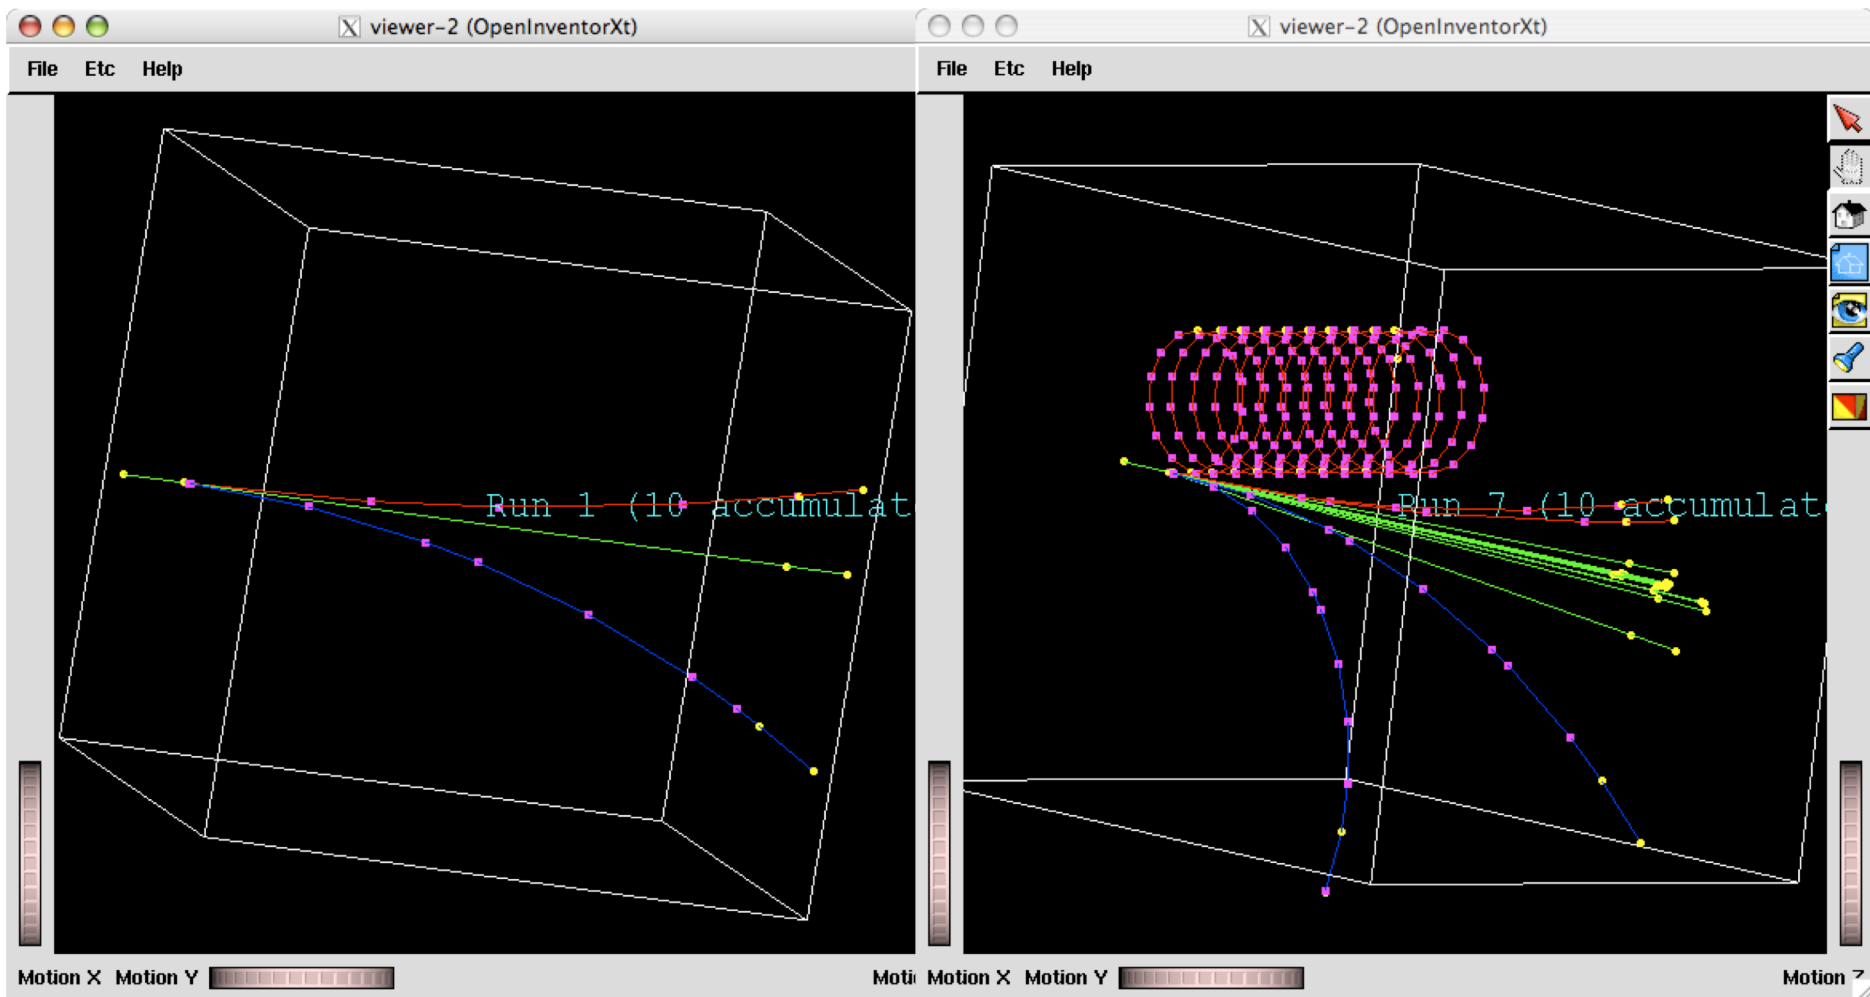 viewer-2 (OpenInventorXt)
File Etc Help
Run 1 (10 accumulat
Motion X Motion Y Moti
viewer-2 (OpenInventorXt)
File Etc Help
Run 7 (10 accumulat
Motion X Motion Y Motion